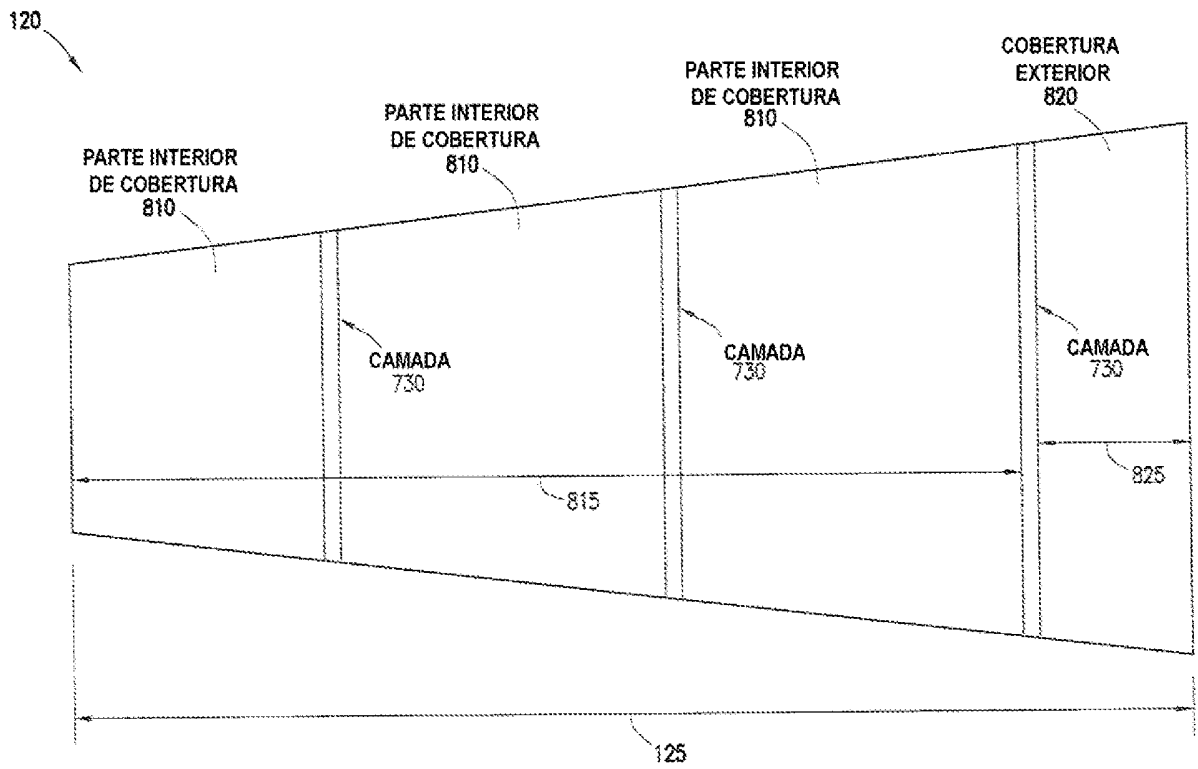 120
COBERTURA
EXTERIOR
820
PARTE INTERIOR
DE COBERTURA
810
PARTE INTERIOR
DE COBERTURA
810
PARTE INTERIOR
DE COBERTURA
810
CAMADA
730
CAMADA
730
CAMADA
730
815
825
125